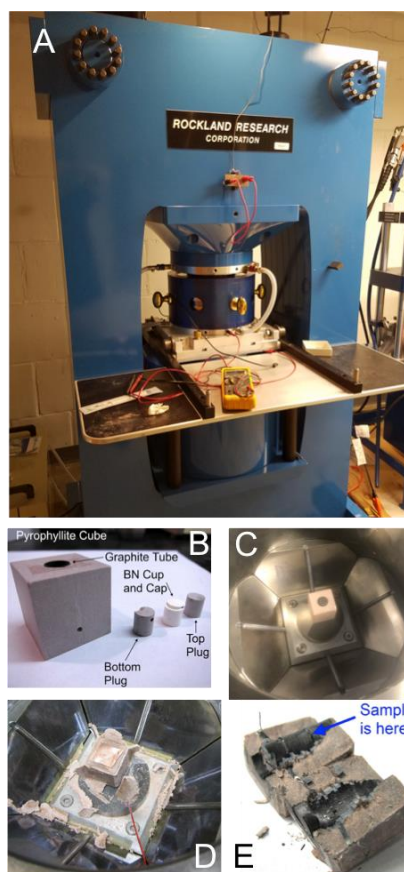 A
ROCKLAND RESEARCH
CORPORATION
Pyrophyllite Cube
B
Graphite Tube
BN Cup
and Cap
Top
Plug
Bottom
Plug
C
D
Sampl
is here
E